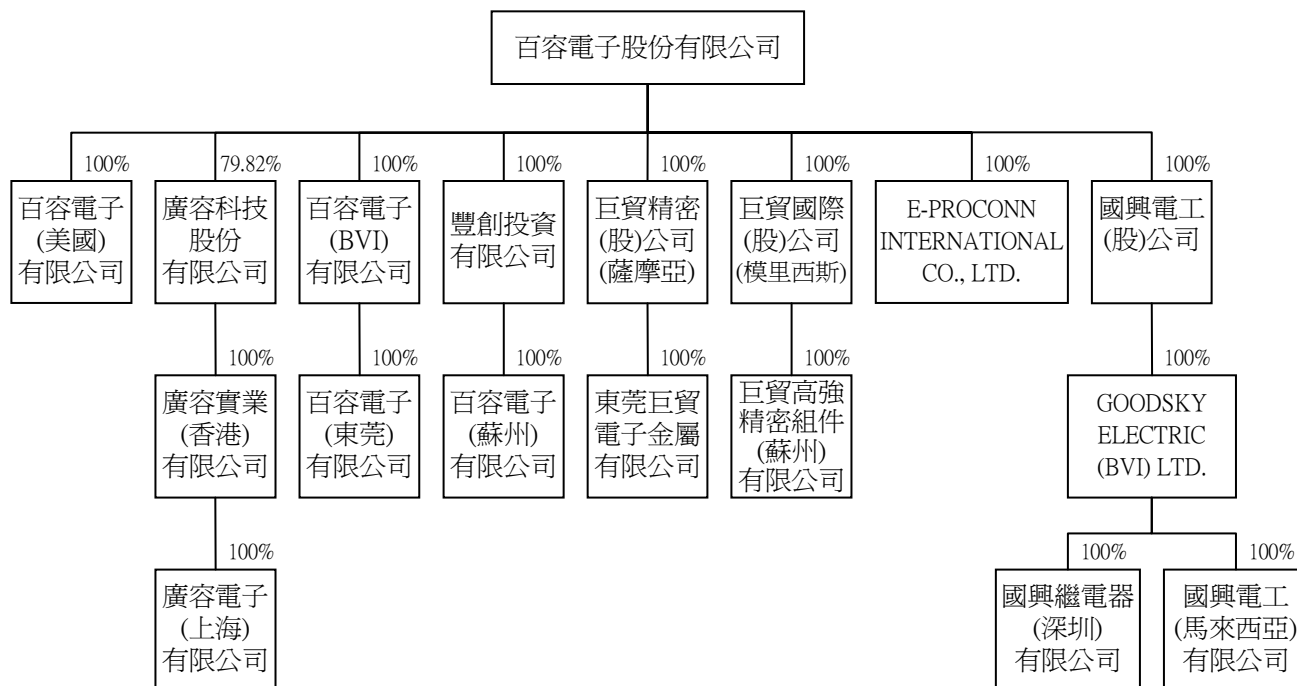 百容電子股份有限公司
100%
79.82%
100%
100%
100%
100%
100%
100%
百容電子
(美國)
有限公司
廣容科技
股份
有限公司
百容電子
(BVI)
有限公司
豐創投資
有限公司
巨貿精密
(股)公司
(薩摩亞)
巨貿國際
(股)公司
(模里西斯)
E-PROCONN
INTERNATIONAL
CO., LTD.
國興電工
(股)公司
100%
100%
100%
100%
100%
100%
廣容實業
(香港)
有限公司
百容電子
(東莞)
有限公司
百容電子
(蘇州)
有限公司
東莞巨貿
電子金屬
有限公司
巨貿高強
精密組件
(蘇州)
有限公司
GOODSKY
ELECTRIC
(BVI) LTD.
100%
100%
100%
廣容電子
(上海)
有限公司
國興繼電器
(深圳)
有限公司
國興電工
(馬來西亞)
有限公司